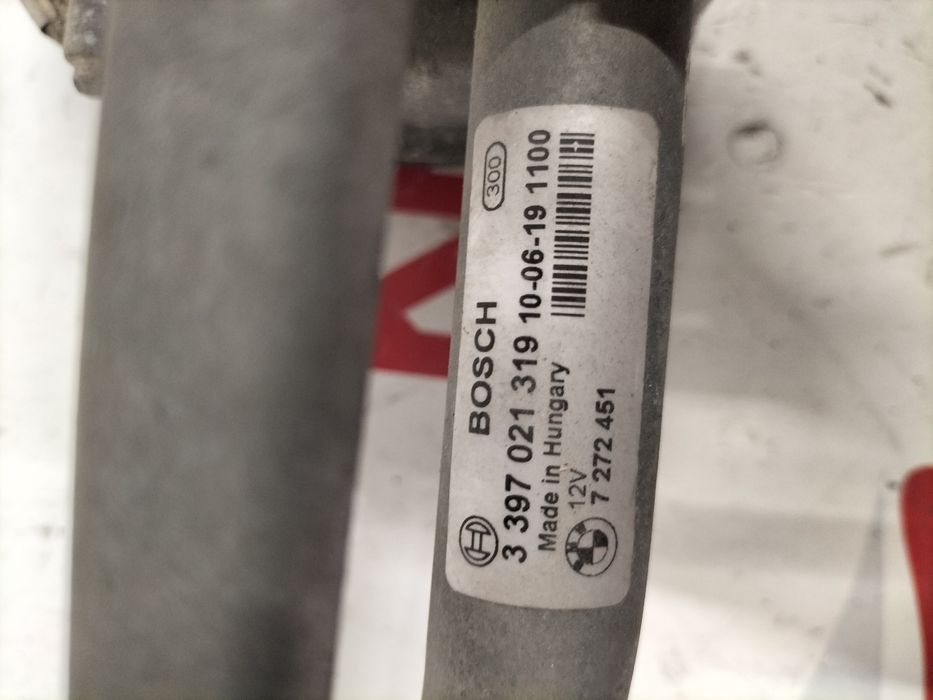 BOSCH 300
3 397 021 319 10-06-19 1100
Made in Hungary
12V
7 272 451